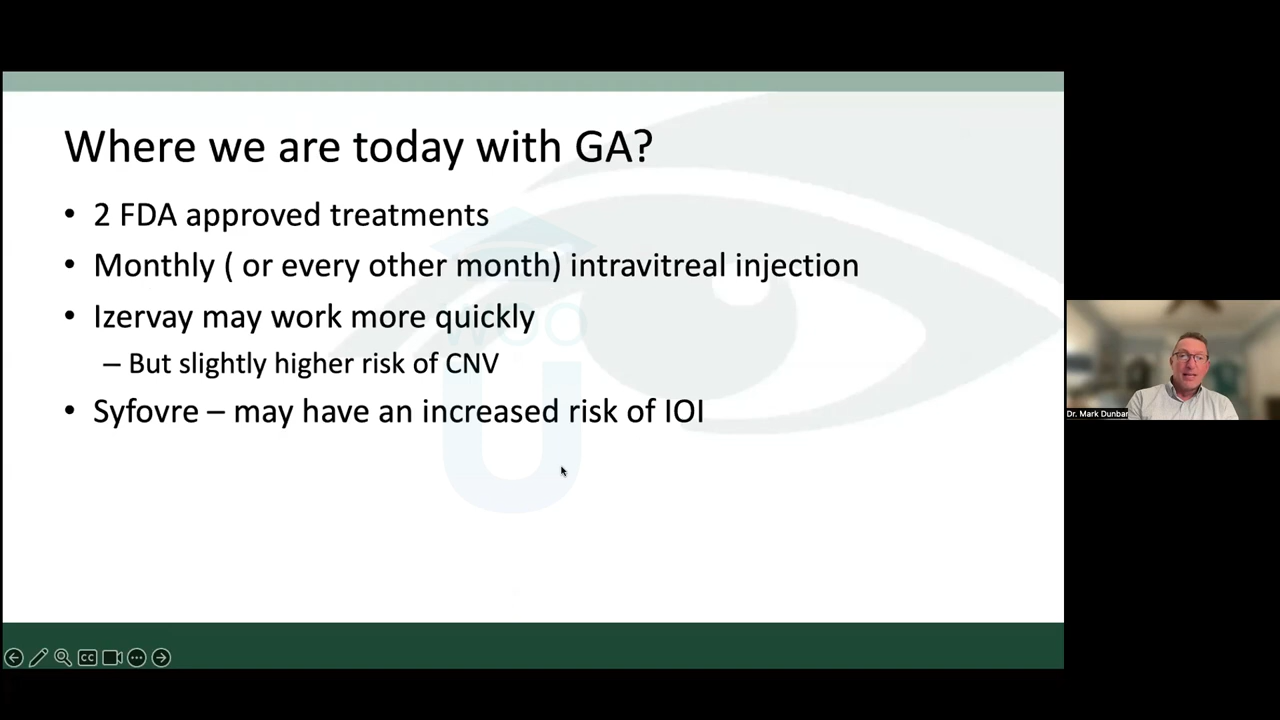 Where we are today with GA?
• 2 FDA approved treatments
• Monthly ( or every other month) intravitreal injection
• Izervay may work more quickly
– But slightly higher risk of CNV
• Syfovre – may have an increased risk of IOI
WOO
U
Dr. Mark Dunbar
CC